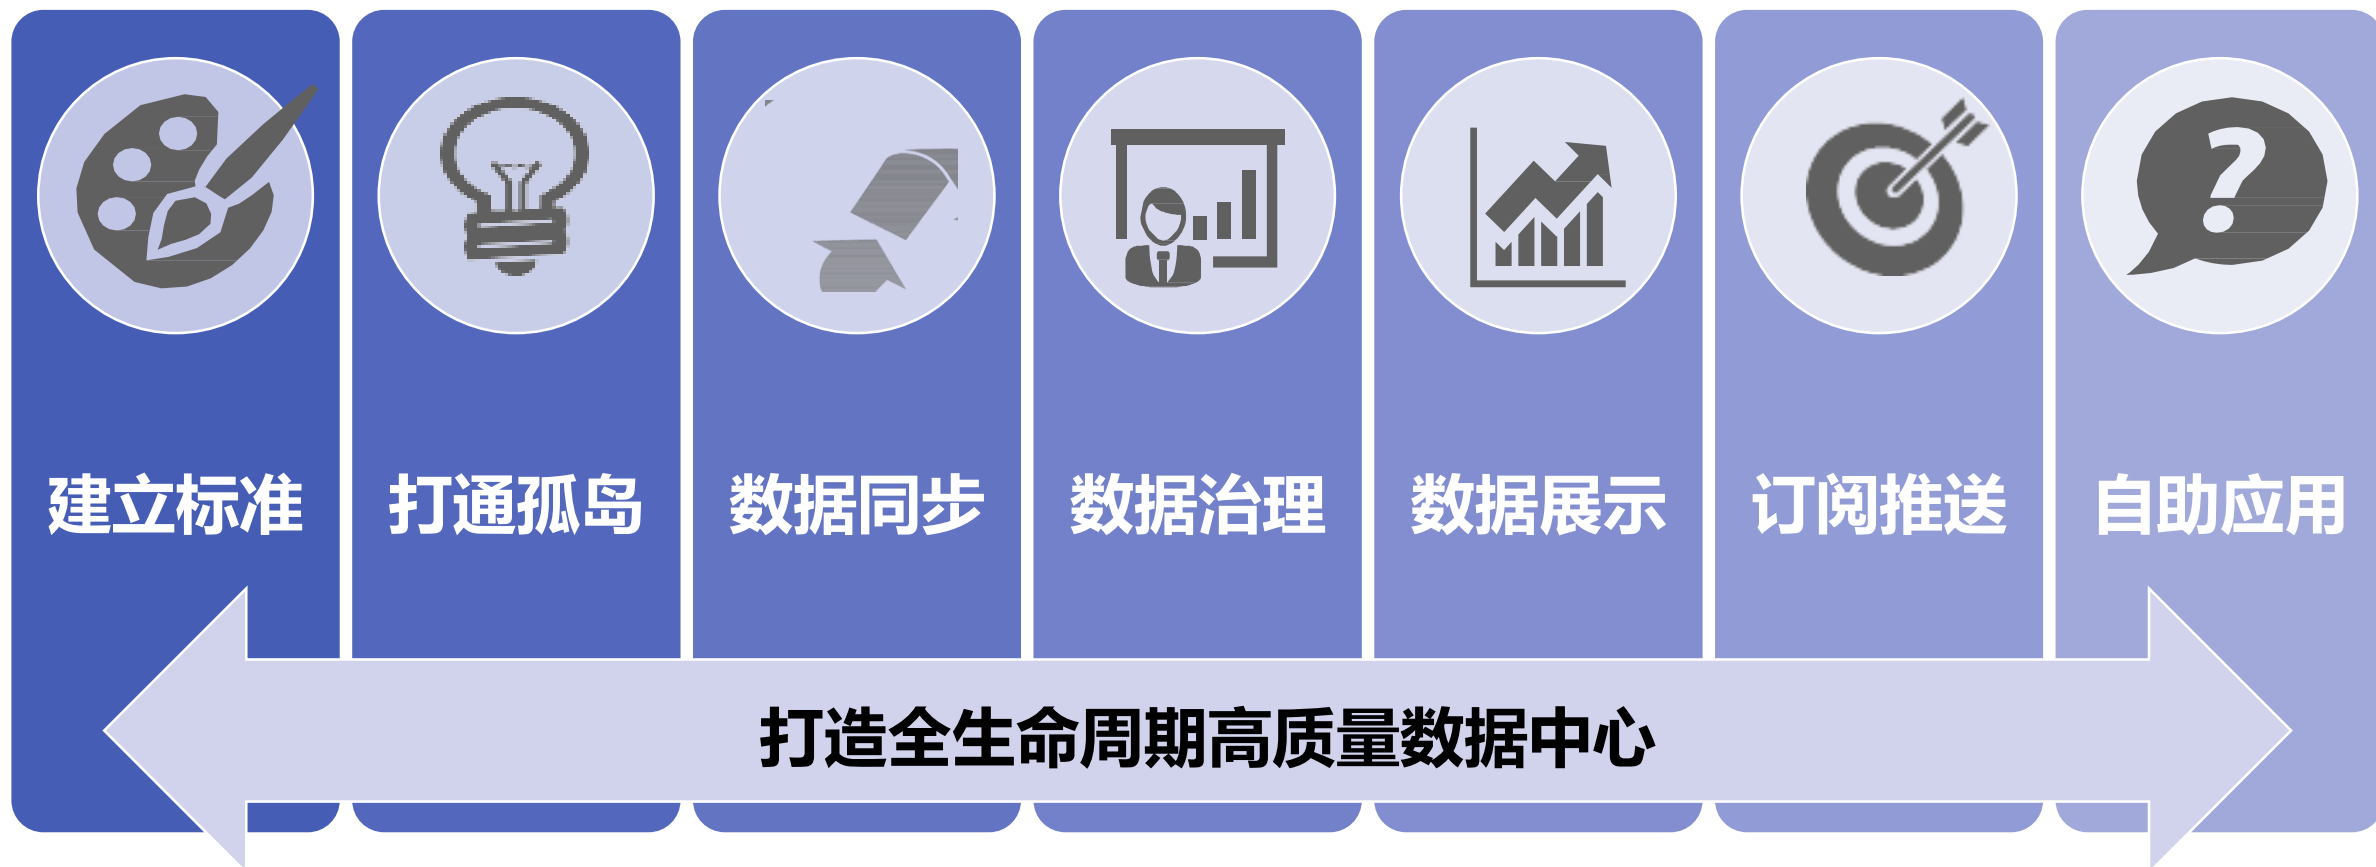 建立标准
打通孤岛
数据同步
数据治理
数据展示
订阅推送
自助应用
打造全生命周期高质量数据中心